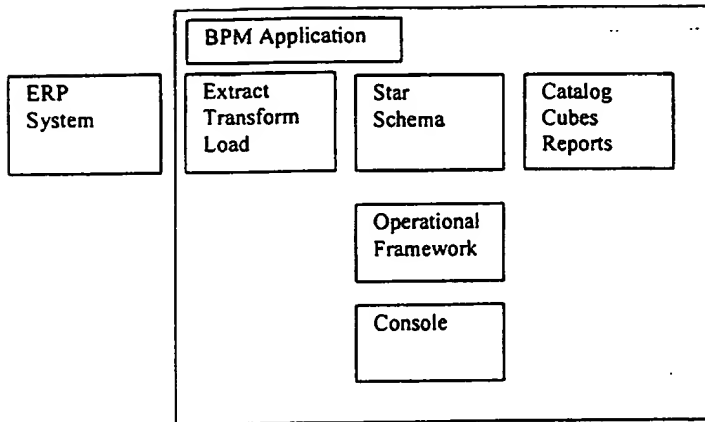 BPM Application
ERP
System
Extract
Transform
Load
Star
Schema
Catalog
Cubes
Reports
Operational
Framework
Console